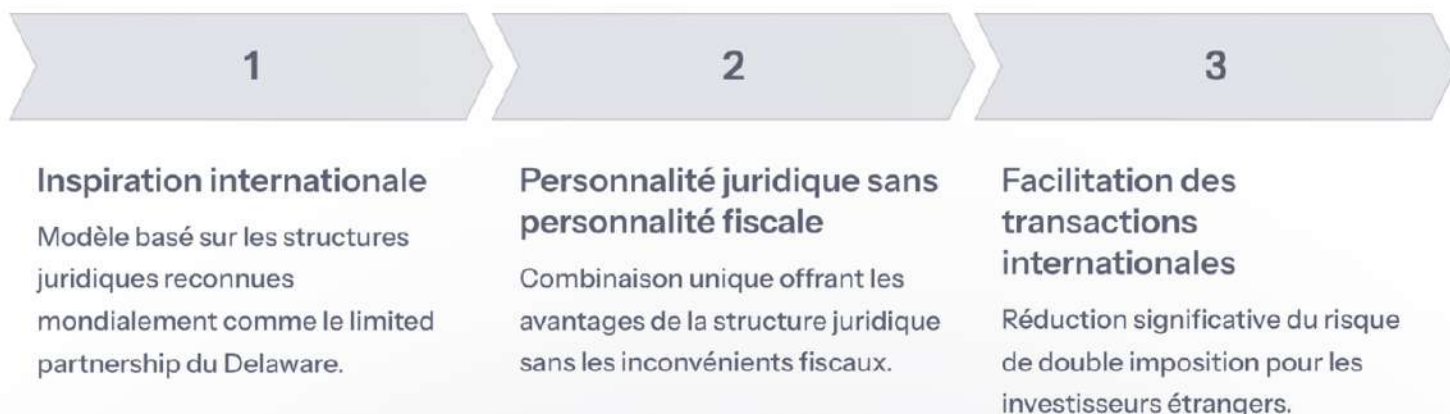 1
2
3
Inspiration internationale
Modèle basé sur les structures
juridiques reconnues
mondialement comme le limited
partnership du Delaware.
Personnalité juridique sans
personnalité fiscale
Combinaison unique offrant les
avantages de la structure juridique
sans les inconvénients fiscaux.
Facilitation des
transactions
internationales
Réduction significative du risque
de double imposition pour les
investisseurs étrangers.